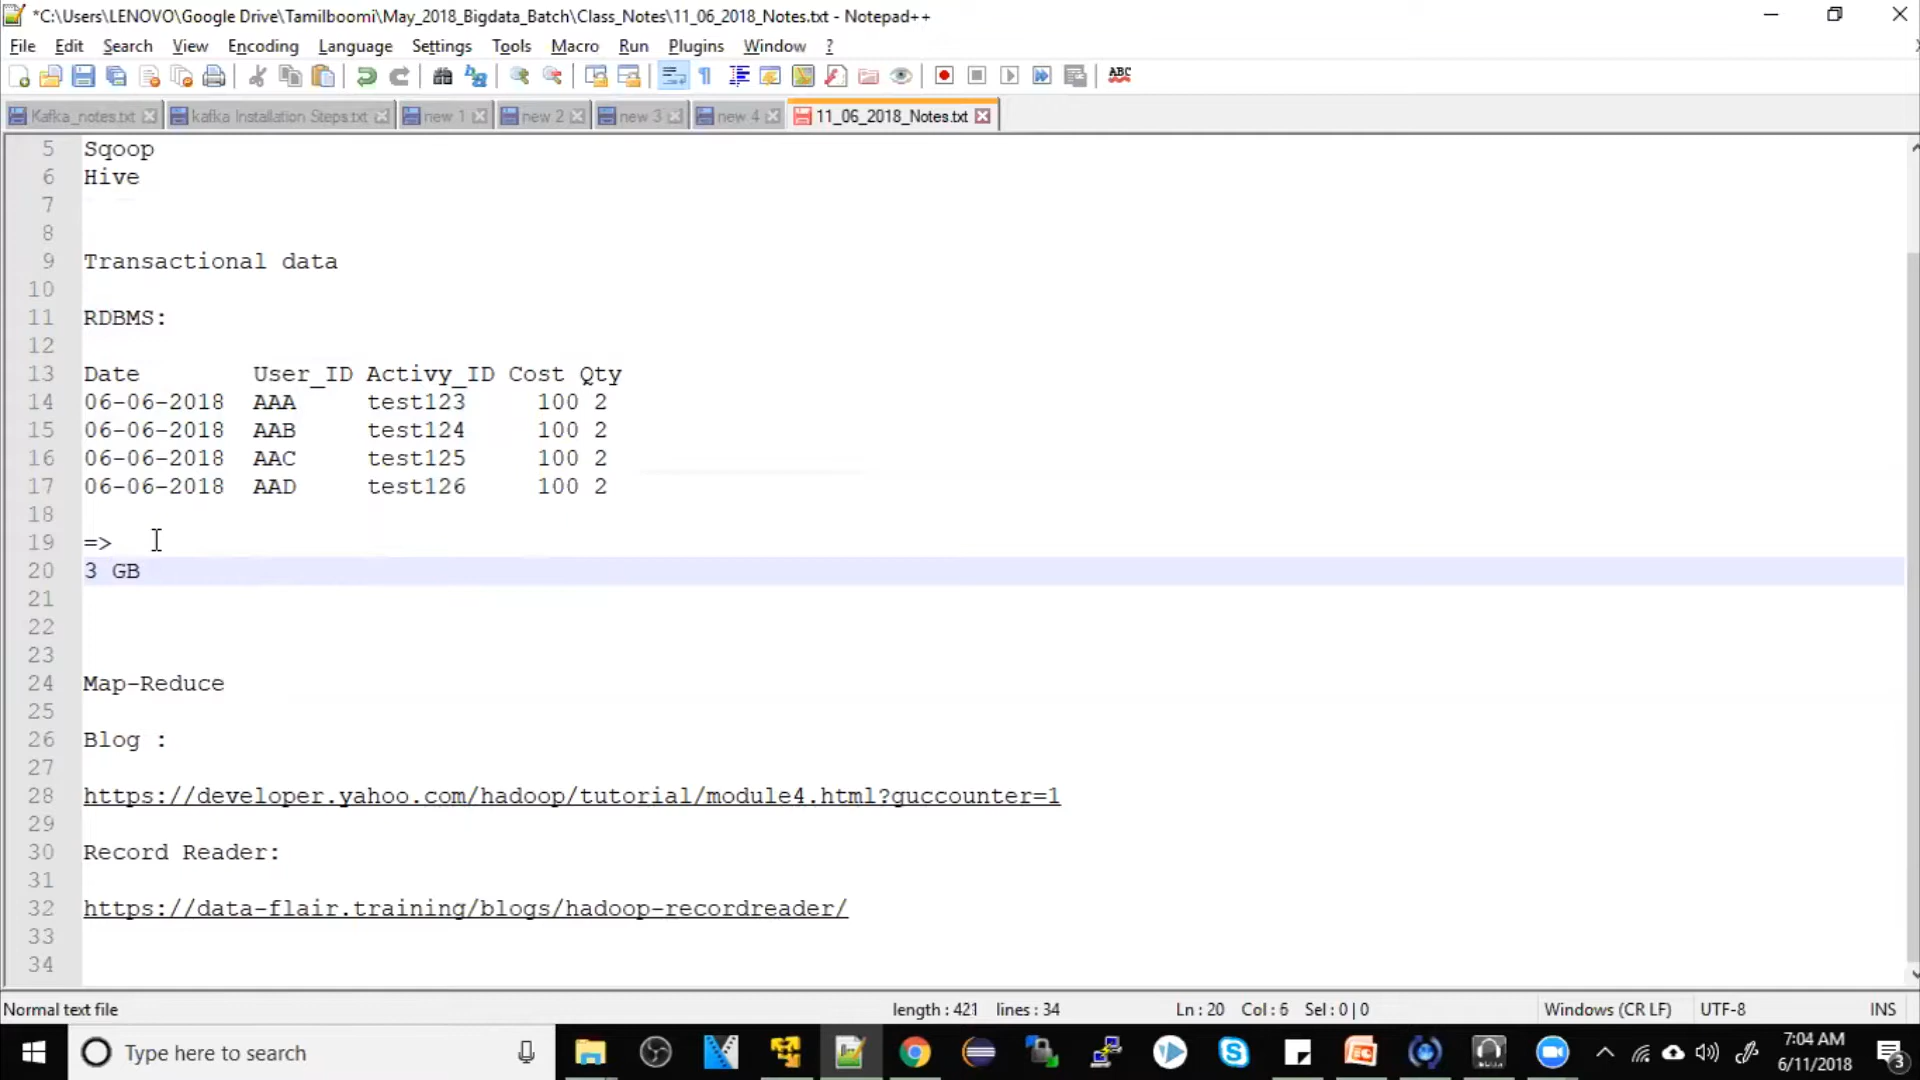 *C:\Users\LENOVO\Google Drive\Tamilboomi\May_2018_Bigdata_Batch\Class_Notes\11_06_2018_Notes.txt - Notepad++
File Edit Search View Encoding Language Settings Tools Macro Run Plugins Window ?
ABC
Kafka_notes.txt kafka Installation Steps.txt new 1 new 2 new 3 new 4 11_06_2018_Notes.txt
5 Sqoop
6 Hive
7
8
9 Transactional data
10
11 RDBMS:
12
13 Date User_ID Activy_ID Cost Qty
14 06-06-2018 AAA test123 100 2
15 06-06-2018 AAB test124 100 2
16 06-06-2018 AAC test125 100 2
17 06-06-2018 AAD test126 100 2
18
19 =>
20 3 GB
21
22
23
24 Map-Reduce
25
26 Blog :
27
28 https://developer.yahoo.com/hadoop/tutorial/module4.html?guccounter=1
29
30 Record Reader:
31
32 https://data-flair.training/blogs/hadoop-recordreader/
33
34
Normal text file length : 421 lines : 34 Ln : 20 Col : 6 Sel : 0 | 0 Windows (CR LF) UTF-8 INS
Type here to search
7:04 AM
6/11/2018
3